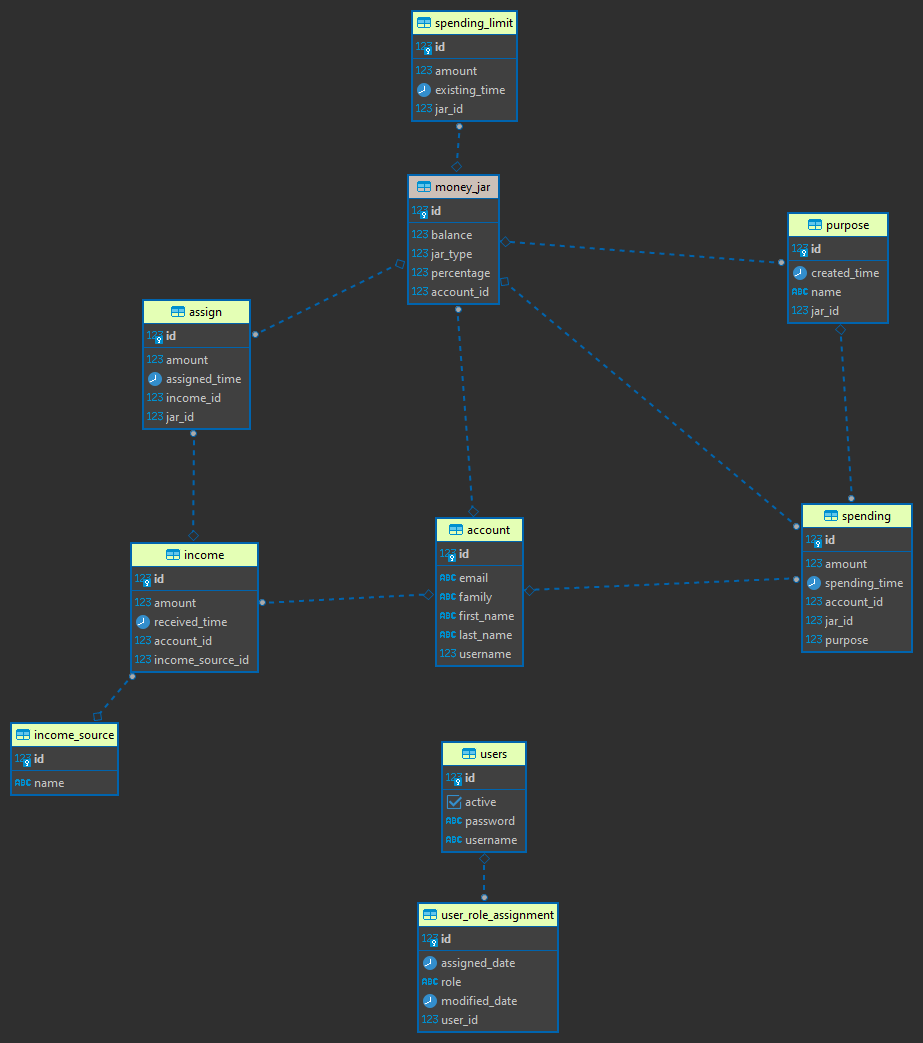 spending_limit
123 id
123 amount
existing_time
123 jar_id
money_jar
123 id
123 balance
123 jar_type
123 percentage
123 account_id
purpose
123 id
created_time
ABC name
123 jar_id
assign
123 id
123 amount
assigned_time
123 income_id
123 jar_id
spending
123 id
123 amount
spending_time
123 account_id
123 jar_id
123 purpose
account
123 id
ABC email
ABC family
ABC first_name
ABC last_name
123 username
income
123 id
123 amount
received_time
123 account_id
123 income_source_id
income_source
123 id
ABC name
users
123 id
active
ABC password
ABC username
user_role_assignment
123 id
assigned_date
ABC role
modified_date
123 user_id